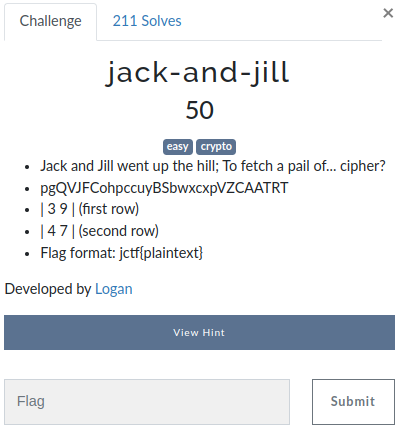 Challenge
211 Solves
×
jack-and-jill
50
easy crypto
Jack and Jill went up the hill; To fetch a pail of... cipher?
pgQVJFCohpccuyBSbwxcxpVZCAATRT
| 3 9 | (first row)
| 4 7 | (second row)
Flag format: jctf{plaintext}
Developed by Logan
View Hint
Flag
Submit